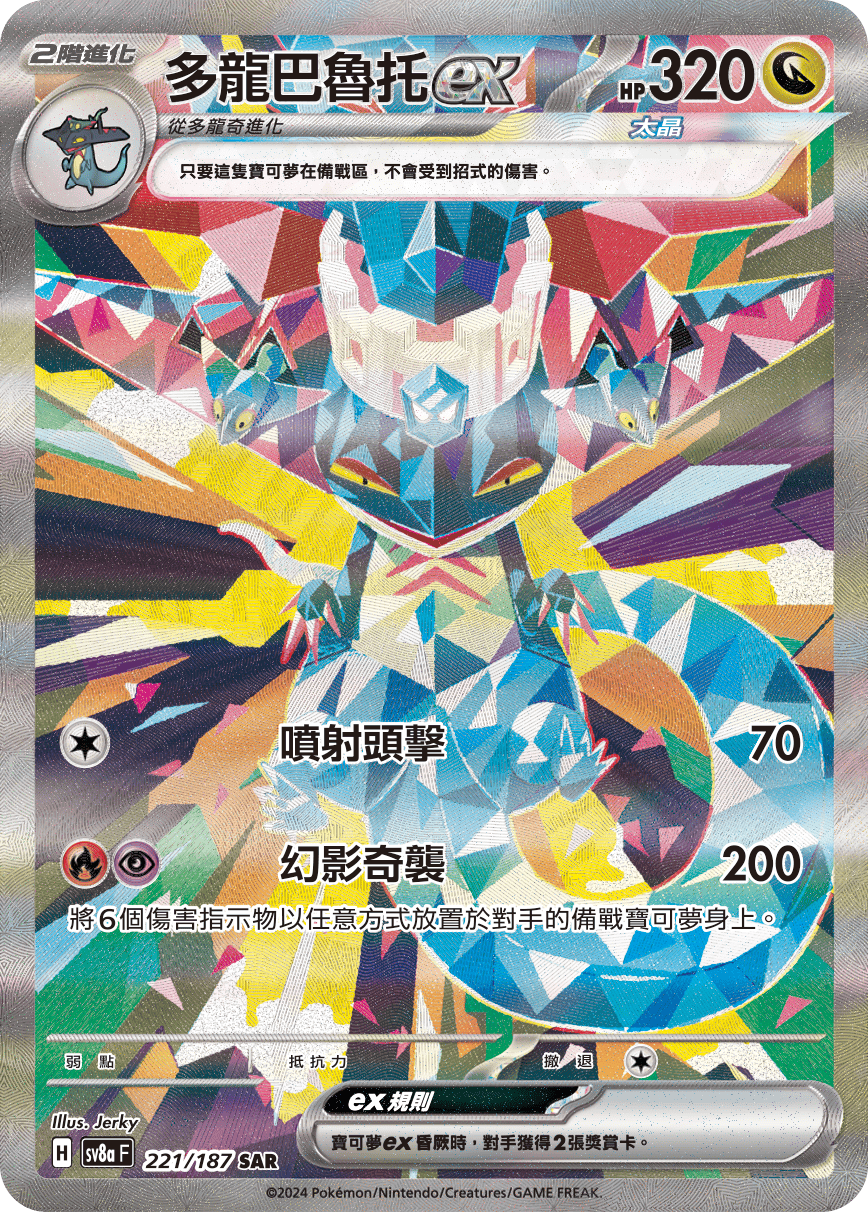 2階進化
多龍巴魯托ex
HP320
從多龍奇進化
太晶
只要這隻寶可夢在備戰區,不會受到招式的傷害。
噴射頭擊 70
幻影奇襲 200
將6個傷害指示物以任意方式放置於對手的備戰寶可夢身上。
弱點 抵抗力 撤退
ex規則
寶可夢ex昏厥時,對手獲得2張獎賞卡。
Illus. Jerky
H sv8a F 221/187 SAR
©2024 Pokémon/Nintendo/Creatures/GAME FREAK.